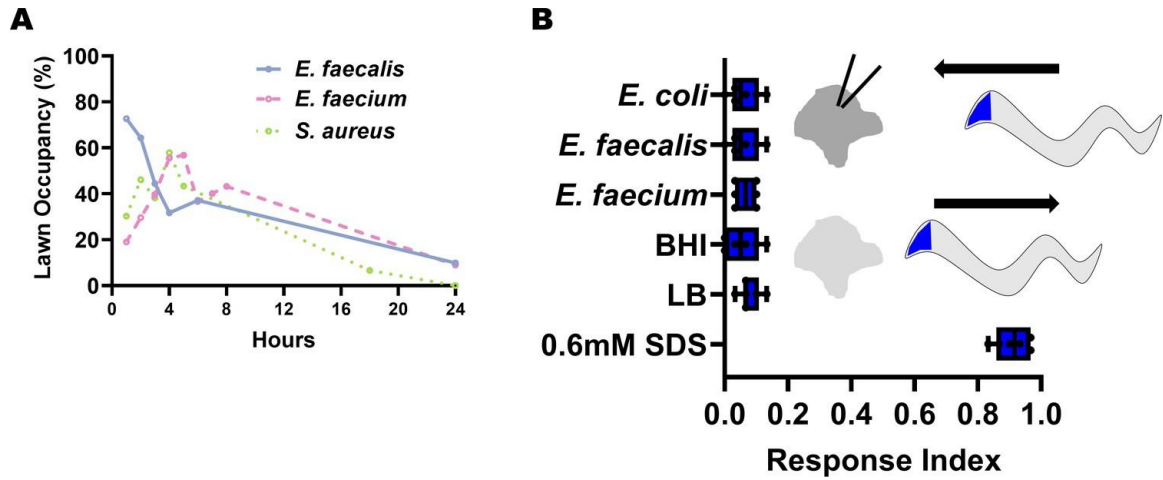 A
Lawn Occupancy (%)
100
80
60
40
20
0
0 4 8 12 16 20 24
Hours
E. faecalis
E. faecium
S. aureus
B
E. coli
E. faecalis
E. faecium
BHI
LB
0.6mM SDS
0.0 0.2 0.4 0.6 0.8 1.0
Response Index